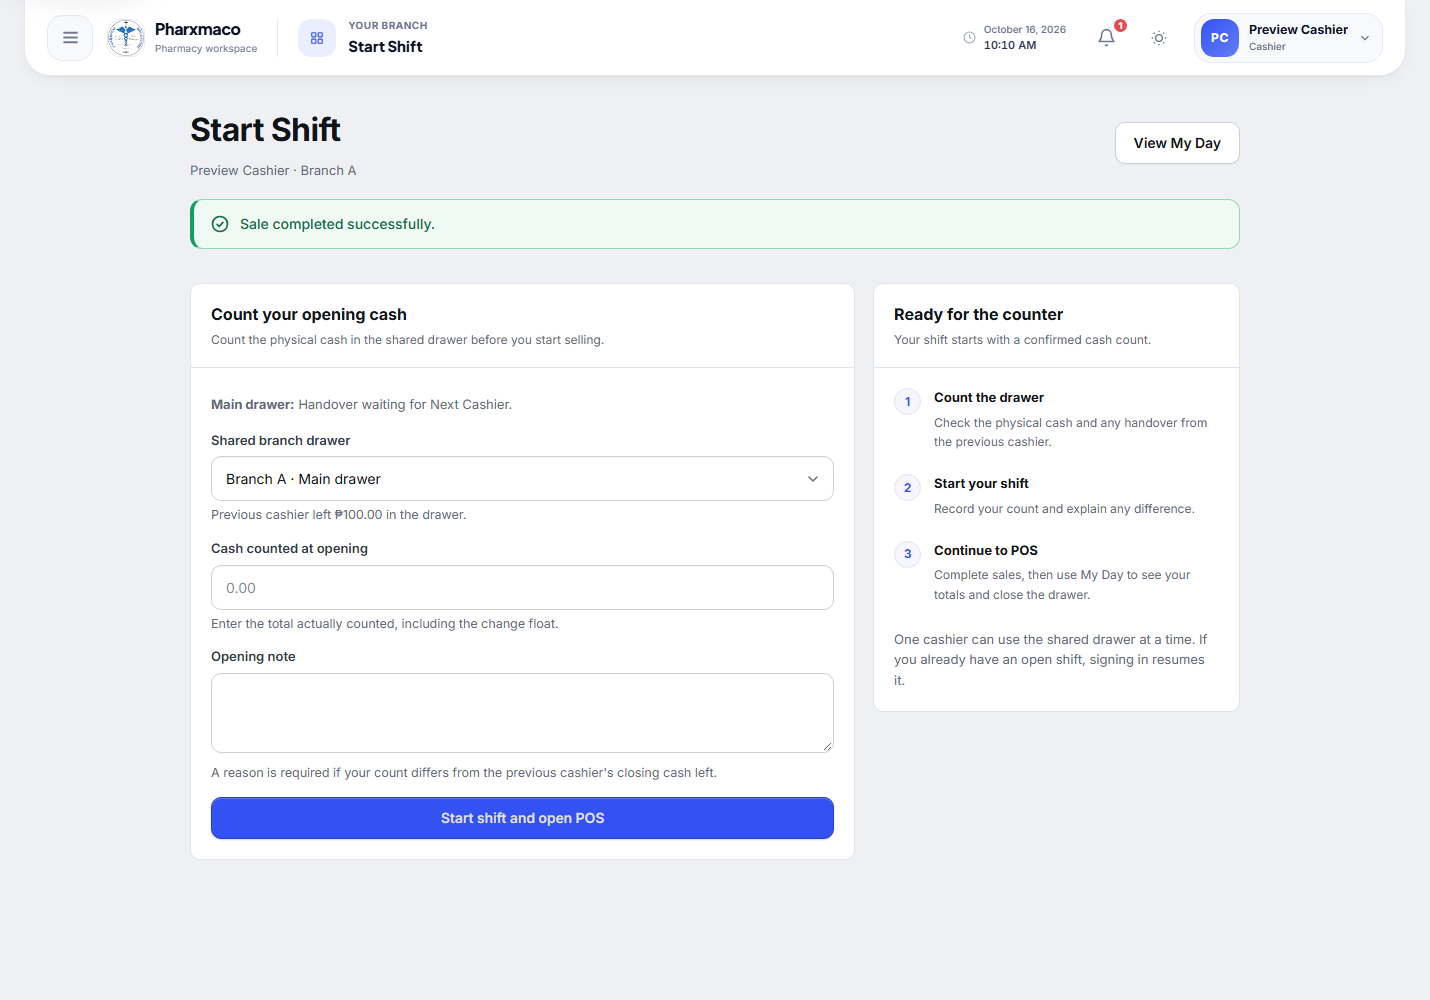 Pharxmaco
Pharmacy workspace
YOUR BRANCH
Start Shift
October 16, 2026
10:10 AM
1
PC
Preview Cashier
Cashier
Start Shift
Preview Cashier · Branch A
View My Day
Sale completed successfully.
Count your opening cash
Count the physical cash in the shared drawer before you start selling.
Main drawer: Handover waiting for Next Cashier.
Shared branch drawer
Branch A · Main drawer
Previous cashier left ₱100.00 in the drawer.
Cash counted at opening
0.00
Enter the total actually counted, including the change float.
Opening note
A reason is required if your count differs from the previous cashier's closing cash left.
Start shift and open POS
Ready for the counter
Your shift starts with a confirmed cash count.
1
Count the drawer
Check the physical cash and any handover from
the previous cashier.
2
Start your shift
Record your count and explain any difference.
3
Continue to POS
Complete sales, then use My Day to see your
totals and close the drawer.
One cashier can use the shared drawer at a time. If
you already have an open shift, signing in resumes
it.